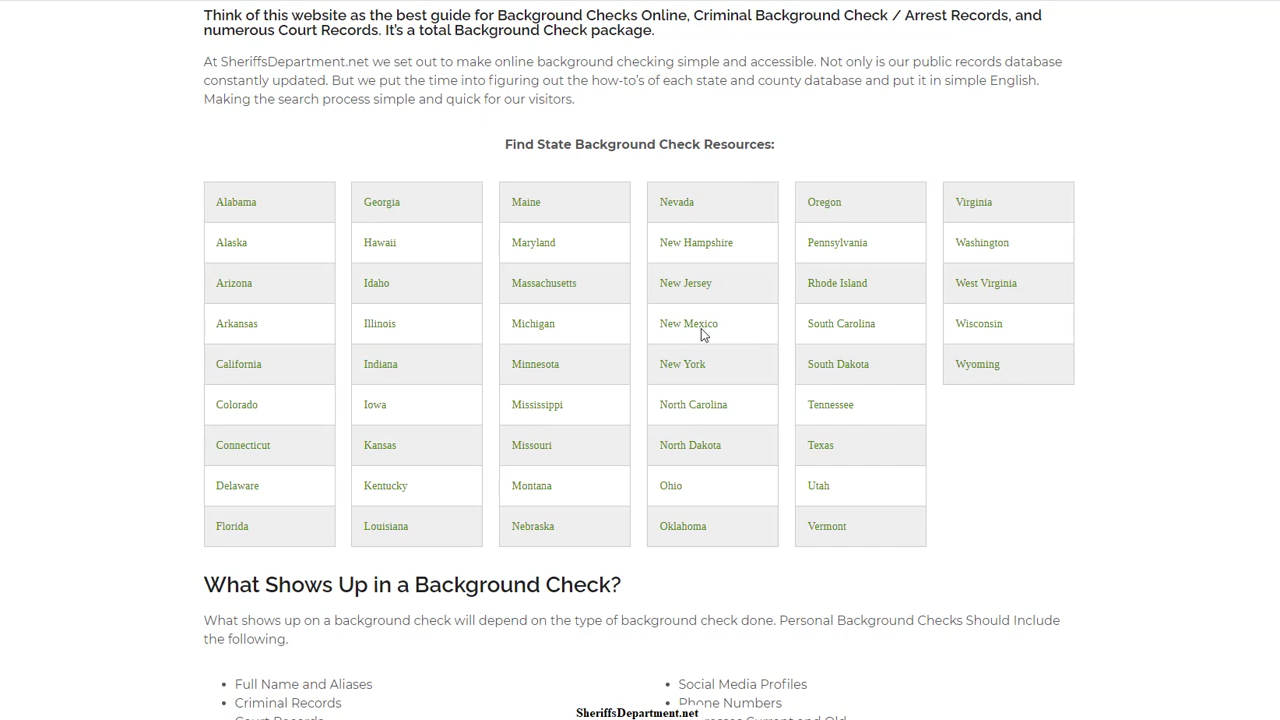 Think of this website as the best guide for Background Checks Online, Criminal Background Check / Arrest Records, and
numerous Court Records. It's a total Background Check package.
At SheriffsDepartment.net we set out to make online background checking simple and accessible. Not only is our public records database
constantly updated. But we put the time into figuring out the how-to's of each state and county database and put it in simple English.
Making the search process simple and quick for our visitors.
Find State Background Check Resources:
Alabama Georgia Maine Nevada Oregon Virginia
Alaska Hawaii Maryland New Hampshire Pennsylvania Washington
Arizona Idaho Massachusetts New Jersey Rhode Island West Virginia
Arkansas Illinois Michigan New Mexico South Carolina Wisconsin
California Indiana Minnesota New York South Dakota Wyoming
Colorado Iowa Mississippi North Carolina Tennessee
Connecticut Kansas Missouri North Dakota Texas
Delaware Kentucky Montana Ohio Utah
Florida Louisiana Nebraska Oklahoma Vermont
What Shows Up in a Background Check?
What shows up on a background check will depend on the type of background check done. Personal Background Checks Should Include
the following.
• Full Name and Aliases
• Criminal Records
• Social Media Profiles
• Phone Numbers
SheriffsDepartment.net